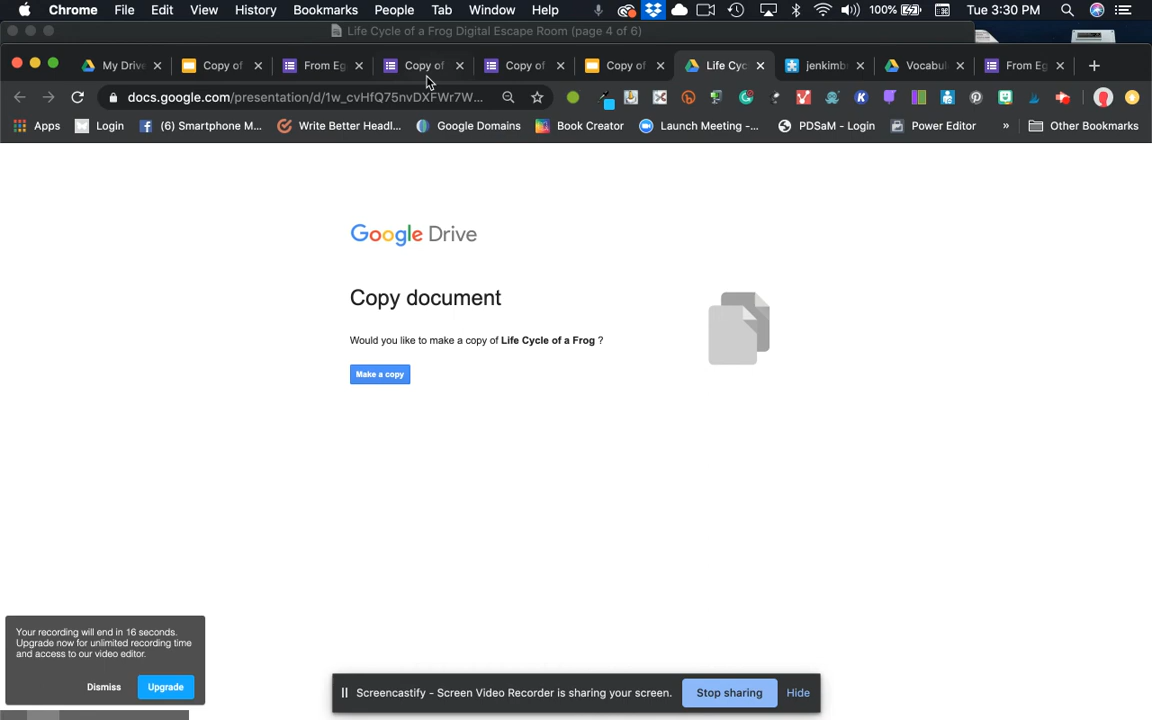 Chrome File Edit View History Bookmarks People Tab Window Help 100% Tue 3:30 PM
Life Cycle of a Frog Digital Escape Room (page 4 of 6)
My Drive Copy of From Eg Copy of Copy of Copy of Life Cyc jenkimb Vocabul From Eg
docs.google.com/presentation/d/1w_cvHfQ75nvDXFWr7W...
Apps Login (6) Smartphone M... Write Better Headl... Google Domains Book Creator Launch Meeting -... PDSaM - Login Power Editor » Other Bookmarks
Google Drive
Copy document
Would you like to make a copy of Life Cycle of a Frog ?
Make a copy
Your recording will end in 16 seconds.
Upgrade now for unlimited recording time
and access to our video editor.
Dismiss Upgrade
Screencastify - Screen Video Recorder is sharing your screen. Stop sharing Hide